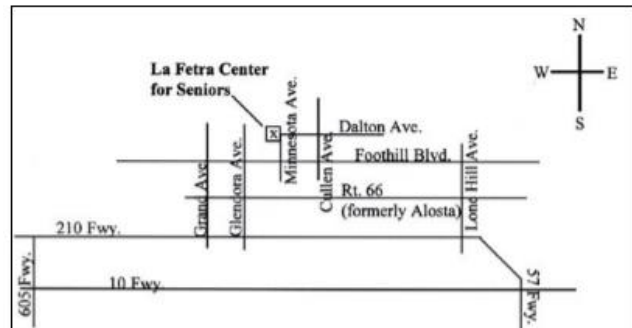 N
La Fetra Center
for Seniors
W
E
S
X
Minnesota Ave.
Dalton Ave.
Foothill Blvd.
Grand Ave.
Glendora Ave.
Cullen Ave.
Rt. 66
(formerly Alosta)
Lone Hill Ave.
210 Fwy.
605 Fwy.
10 Fwy.
57 Fwy.